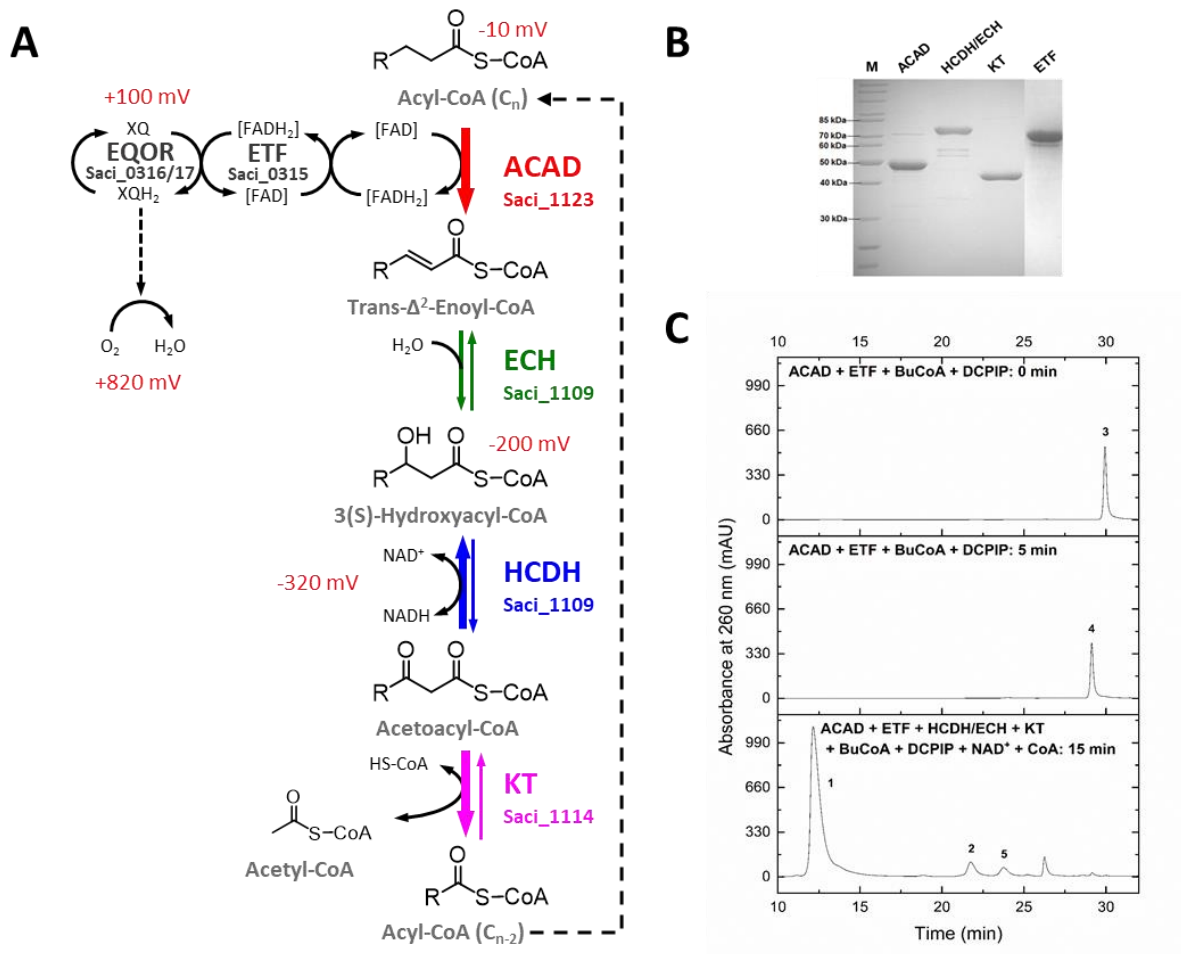 A
-10 mV
O
R
S–CoA
Acyl-CoA (Cn)
+100 mV
XQ
[FADH2]
[FAD]
EQOR
ETF
Saci_0316/17
Saci_0315
XQH2
[FAD]
[FADH2]
ACAD
Saci_1123
O
R
S–CoA
Trans-Δ2-Enoyl-CoA
O2
H2O
+820 mV
H2O
ECH
Saci_1109
OH
O
-200 mV
R
S–CoA
3(S)-Hydroxyacyl-CoA
NAD+
-320 mV
NADH
HCDH
Saci_1109
O
O
R
S–CoA
Acetoacyl-CoA
HS-CoA
KT
Saci_1114
O
S–CoA
Acetyl-CoA
O
R
S–CoA
Acyl-CoA (Cn-2)
B
M
ACAD
HCDH/ECH
KT
ETF
85 kDa
70 kDa
60 kDa
50 kDa
40 kDa
30 kDa
C
10 15 20 25 30
ACAD + ETF + BuCoA + DCPIP: 0 min
990
660
330
0
3
ACAD + ETF + BuCoA + DCPIP: 5 min
990
660
330
0
4
ACAD + ETF + HCDH/ECH + KT
+ BuCoA + DCPIP + NAD+ + CoA: 15 min
990
660
330
0
1
2
5
10 15 20 25 30
Time (min)
Absorbance at 260 nm (mAU)